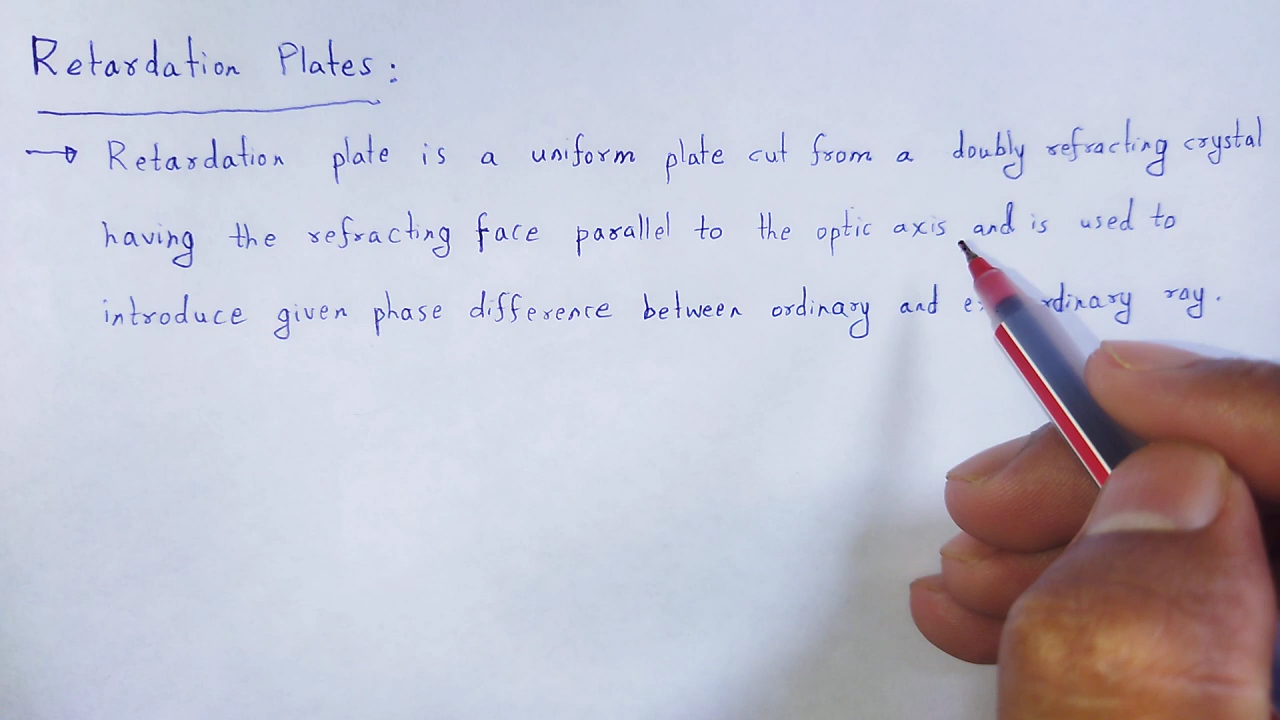 Retardation Plates:
→ Retardation plate is a uniform plate cut from a doubly refracting crystal
having the refracting face parallel to the optic axis and is used to
introduce given phase difference between ordinary and ray.